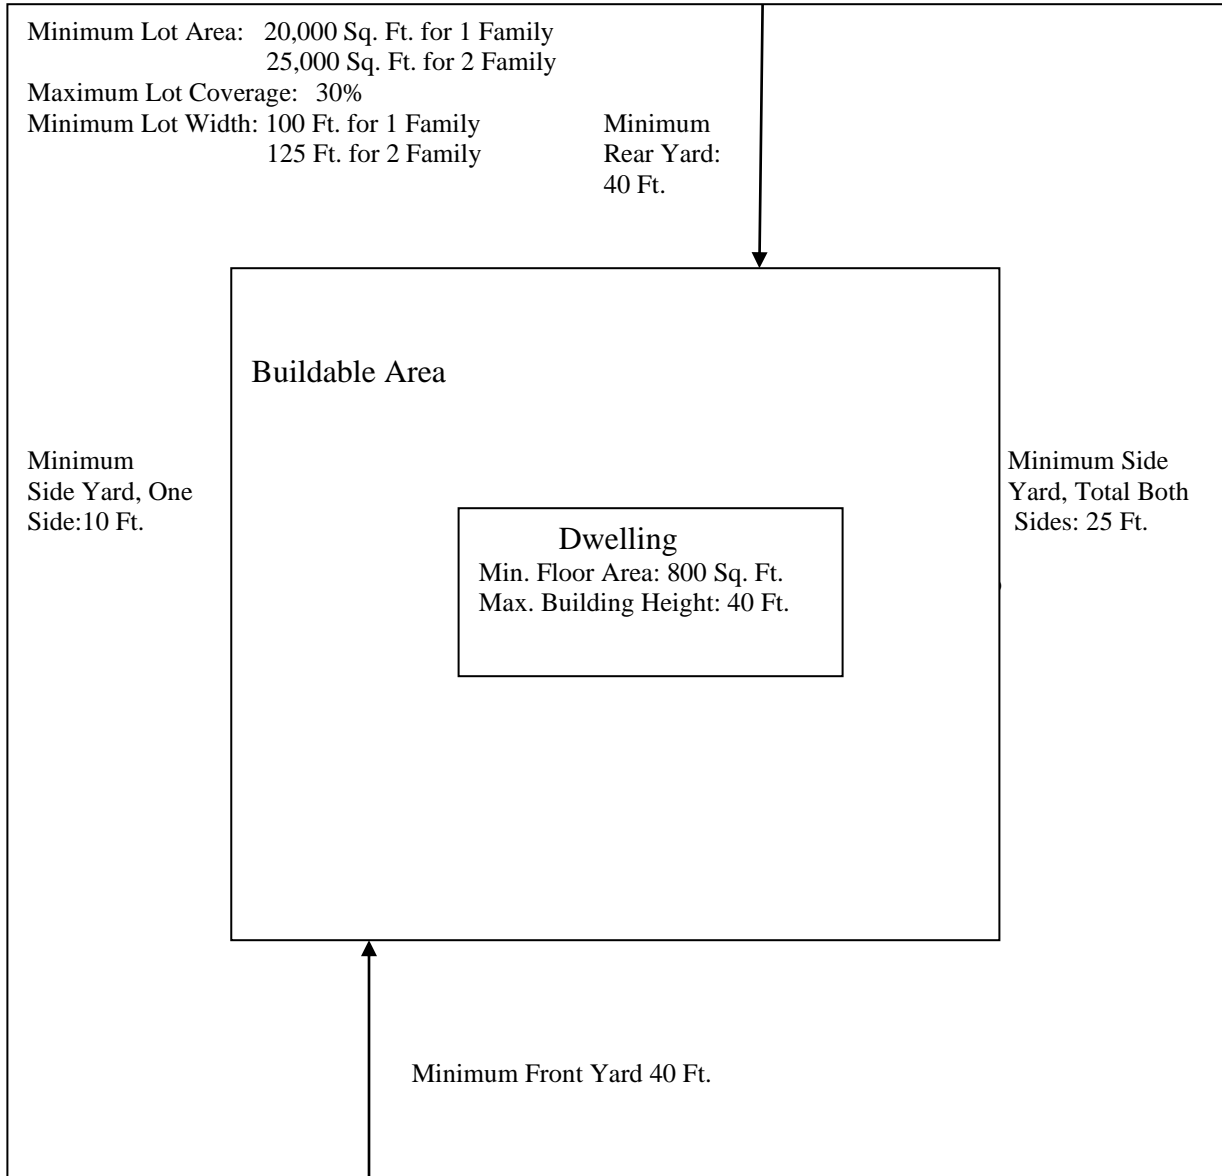 Minimum Lot Area: 20,000 Sq. Ft. for 1 Family
25,000 Sq. Ft. for 2 Family
Maximum Lot Coverage: 30%
Minimum Lot Width: 100 Ft. for 1 Family
125 Ft. for 2 Family
Minimum
Rear Yard:
40 Ft.
Buildable Area
Minimum
Side Yard, One
Side:10 Ft.
Dwelling
Min. Floor Area: 800 Sq. Ft.
Max. Building Height: 40 Ft.
Minimum Side
Yard, Total Both
Sides: 25 Ft.
Minimum Front Yard 40 Ft.